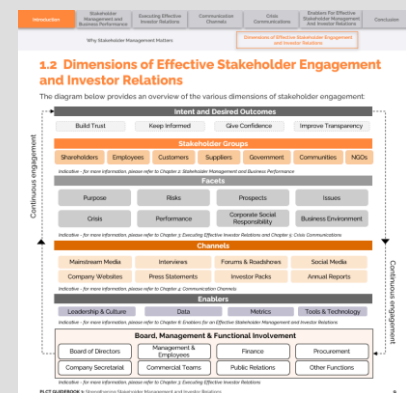 Introduction
Stakeholder Management and Business Performance
Executing Effective Investor Relations
Communication Channels
Crisis Communications
Enablers For Effective Stakeholder Management And Investor Relations
Conclusion
Why Stakeholder Management Matters
Dimensions of Effective Stakeholder Engagement and Investor Relations
1.2 Dimensions of Effective Stakeholder Engagement
and Investor Relations
The diagram below provides an overview of the various dimensions of stakeholder engagement:
Continuous engagement
Intent and Desired Outcomes
Build Trust Keep Informed Give Confidence Improve Transparency
Stakeholder Groups
Shareholders Employees Customers Suppliers Government Communities NGOs
Indicative - for more information, please refer to Chapter 2: Stakeholder Management and Business Performance
Facets
Purpose Risks Prospects Issues
Crisis Performance Corporate Social Responsibility Business Environment
Indicative - for more information, please refer to Chapter 3: Executing Effective Investor Relations and Chapter 5: Crisis Communications
Channels
Mainstream Media Interviews Forums & Roadshows Social Media
Company Websites Press Statements Investor Packs Annual Reports
Indicative - for more information, please refer to Chapter 4: Communication Channels
Enablers
Leadership & Culture Data Metrics Tools & Technology
Indicative - for more information, please refer to Chapter 6: Enablers for an Effective Stakeholder Management and Investor Relations
Board, Management & Functional Involvement
Board of Directors Management & Employees Finance Procurement
Company Secretarial Commercial Teams Public Relations Other Functions
Indicative - for more information, please refer to Chapter 3: Executing Effective Investor Relations
Continuous engagement
PLCT GUIDEBOOK Strengthening Stakeholder Management and Investor Relations